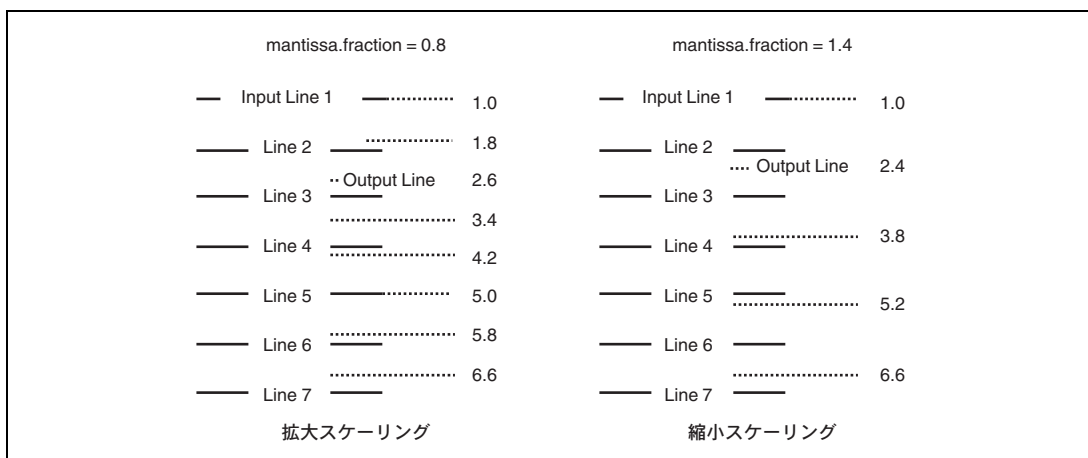 mantissa.fraction = 0.8
Input Line 1
1.0
1.8
Line 2
Output Line
2.6
Line 3
3.4
Line 4
4.2
Line 5
5.0
5.8
Line 6
6.6
Line 7
拡大スケーリング
mantissa.fraction = 1.4
Input Line 1
1.0
Line 2
Output Line
2.4
Line 3
3.8
Line 4
Line 5
5.2
Line 6
6.6
Line 7
縮小スケーリング